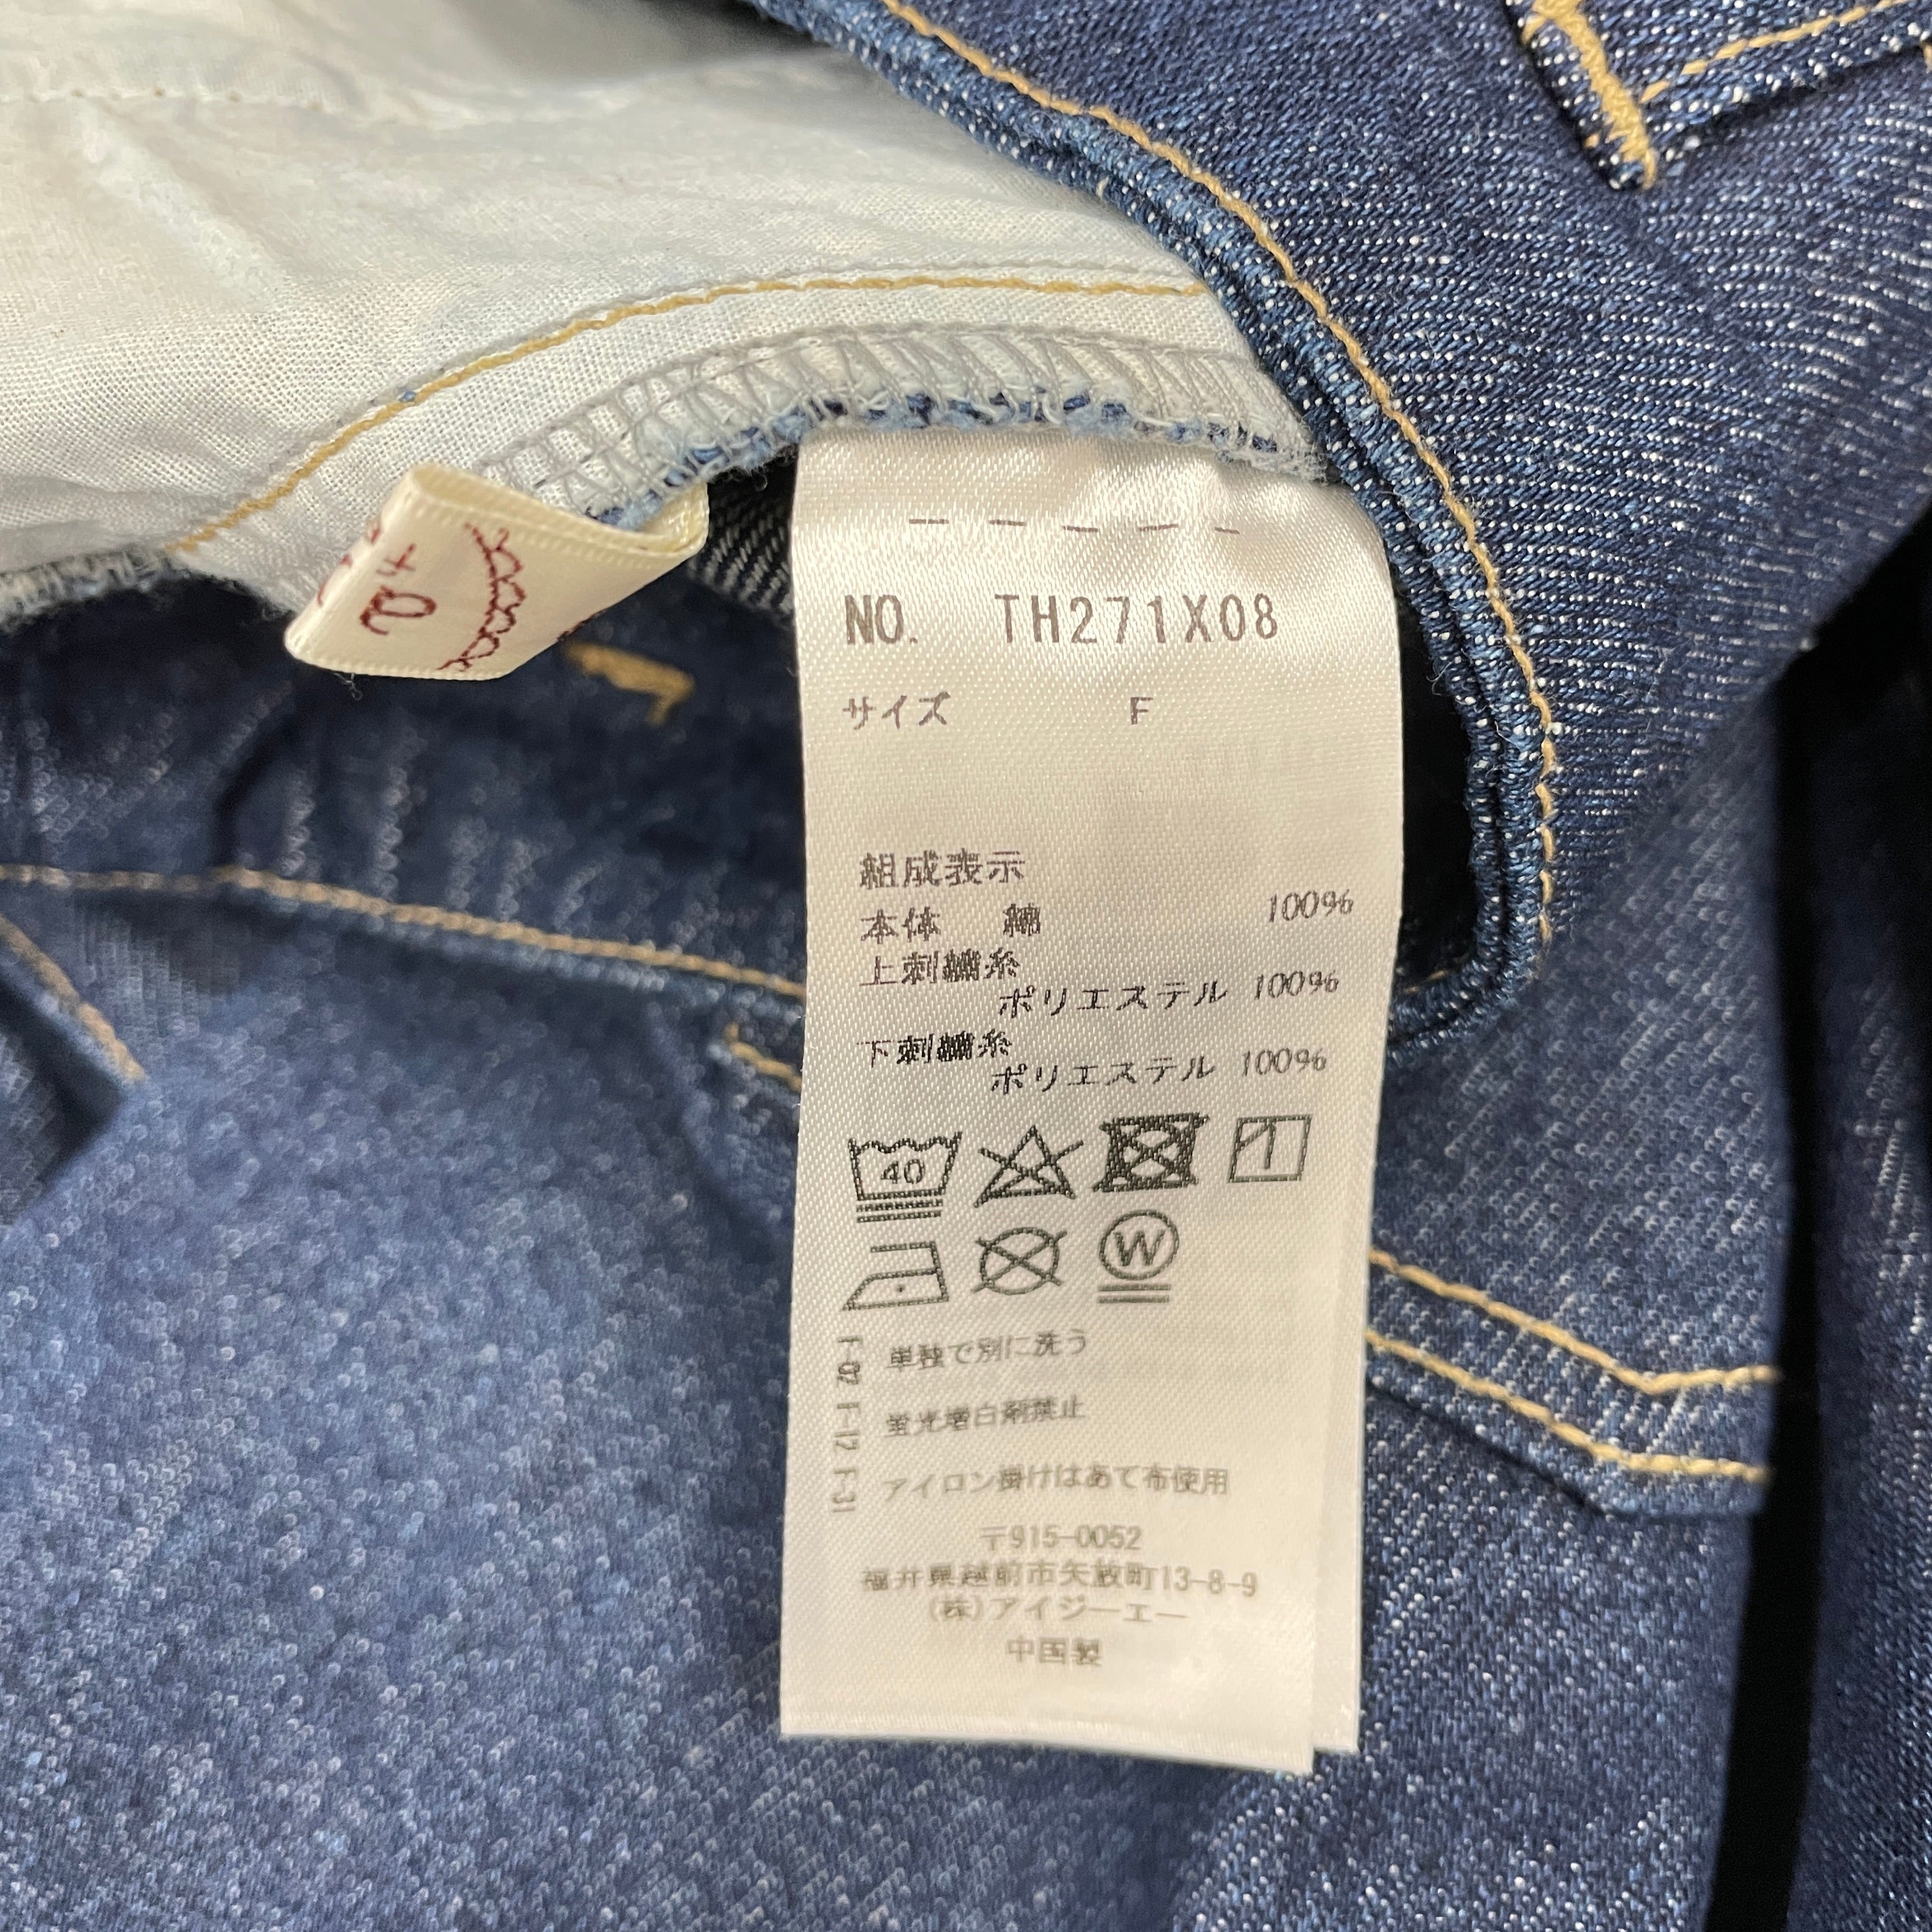 NO. TH271X08
サイズ F
組成表示
本体 綿 100%
上刺繍糸
ポリエステル 100%
下刺繍糸
ポリエステル 100%
40
W
F-02 単独で別に洗う
F-12 蛍光増白剤禁止
F-31 アイロン掛けはあて布使用
〒915-0052
福井県越前市矢放町13-8-9
(株)アイジーエー
中国製